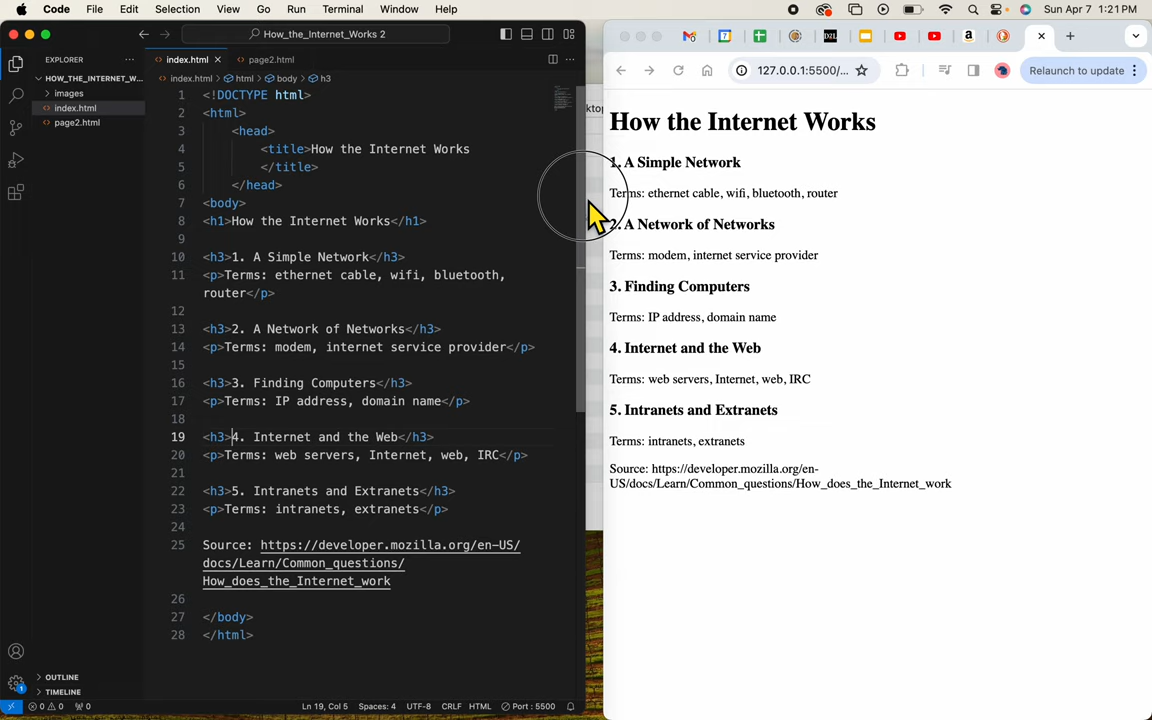 Code File Edit Selection View Go Run Terminal Window Help
Sun Apr 7 1:21 PM
How_the_Internet_Works 2
EXPLORER
HOW_THE_INTERNET_W...
images
index.html
page2.html
OUTLINE
TIMELINE
index.html
page2.html
index.html > html > body > h3
1 <!DOCTYPE html>
2 <html>
3 <head>
4 <title>How the Internet Works
5 </title>
6 </head>
7 <body>
8 <h1>How the Internet Works</h1>
9
10 <h3>1. A Simple Network</h3>
11 <p>Terms: ethernet cable, wifi, bluetooth,
router</p>
12
13 <h3>2. A Network of Networks</h3>
14 <p>Terms: modem, internet service provider</p>
15
16 <h3>3. Finding Computers</h3>
17 <p>Terms: IP address, domain name</p>
18
19 <h3>4. Internet and the Web</h3>
20 <p>Terms: web servers, Internet, web, IRC</p>
21
22 <h3>5. Intranets and Extranets</h3>
23 <p>Terms: intranets, extranets</p>
24
25 Source: https://developer.mozilla.org/en-US/
docs/Learn/Common_questions/
How_does_the_Internet_work
26
27 </body>
28 </html>
1
0 0 0
Ln 19, Col 5 Spaces: 4 UTF-8 CRLF HTML Port : 5500
D2L
127.0.0.1:5500/...
Relaunch to update
How the Internet Works
1. A Simple Network
Terms: ethernet cable, wifi, bluetooth, router
2. A Network of Networks
Terms: modem, internet service provider
3. Finding Computers
Terms: IP address, domain name
4. Internet and the Web
Terms: web servers, Internet, web, IRC
5. Intranets and Extranets
Terms: intranets, extranets
Source: https://developer.mozilla.org/en-
US/docs/Learn/Common_questions/How_does_the_Internet_work